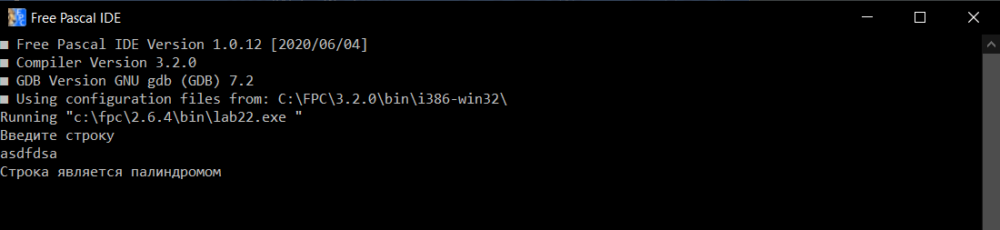 Free Pascal IDE
■ Free Pascal IDE Version 1.0.12 [2020/06/04]
■ Compiler Version 3.2.0
■ GDB Version GNU gdb (GDB) 7.2
■ Using configuration files from: C:\FPC\3.2.0\bin\i386-win32\
Running "c:\fpc\2.6.4\bin\lab22.exe "
Введите строку
asdfdsa
Строка является палиндромом